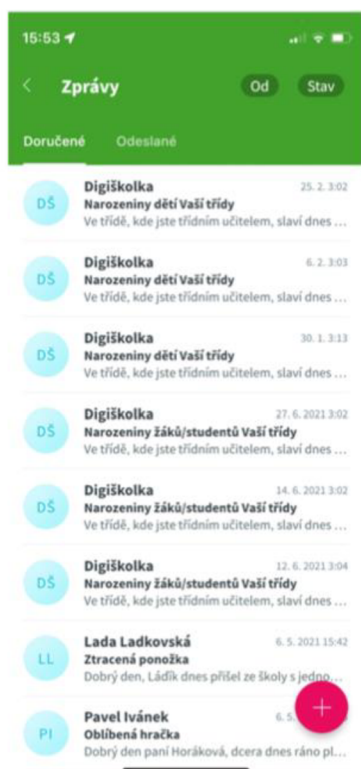 15:53
Zprávy
Od
Stav
Doručené
Odeslané
DŠ
Digiškolka
25. 2. 3:02
Narozeniny dětí Vaší třídy
Ve třídě, kde jste třídním učitelem, slaví dnes ...
DŠ
Digiškolka
6. 2. 3:03
Narozeniny dětí Vaší třídy
Ve třídě, kde jste třídním učitelem, slaví dnes ...
DŠ
Digiškolka
30. 1. 3:13
Narozeniny dětí Vaší třídy
Ve třídě, kde jste třídním učitelem, slaví dnes ...
DŠ
Digiškolka
27. 6. 2021 3:02
Narozeniny žáků/studentů Vaší třídy
Ve třídě, kde jste třídním učitelem, slaví dnes ...
DŠ
Digiškolka
14. 6. 2021 3:02
Narozeniny žáků/studentů Vaší třídy
Ve třídě, kde jste třídním učitelem, slaví dnes ...
DŠ
Digiškolka
12. 6. 2021 3:04
Narozeniny žáků/studentů Vaší třídy
Ve třídě, kde jste třídním učitelem, slaví dnes ...
LL
Lada Ladkovská
6. 5. 2021 15:42
Ztracená ponožka
Dobrý den, Ládík dnes přišel ze školy s jedno...
PI
Pavel Ivánek
6. 5.
Oblíbená hračka
Dobrý den paní Horáková, dcera dnes ráno pl...